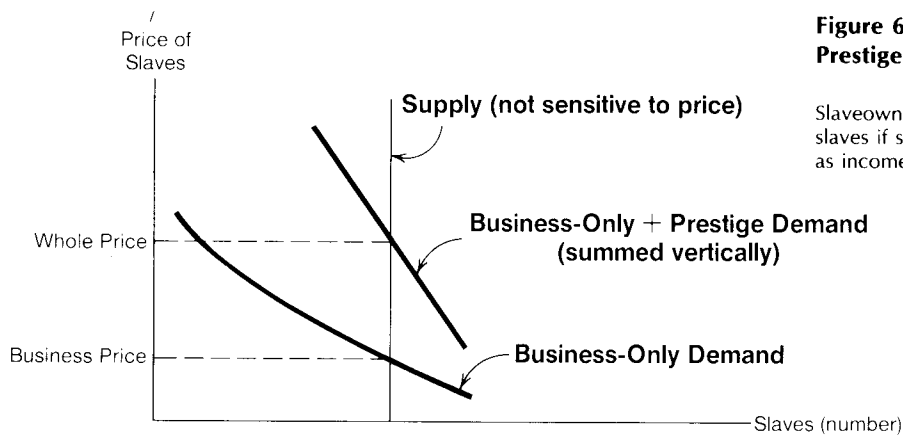 Price of
Slaves
Figure 6
Prestige
Supply (not sensitive to price)
Slaveown
slaves if s
as income
Whole Price
Business-Only + Prestige Demand
(summed vertically)
Business Price
Business-Only Demand
Slaves (number)